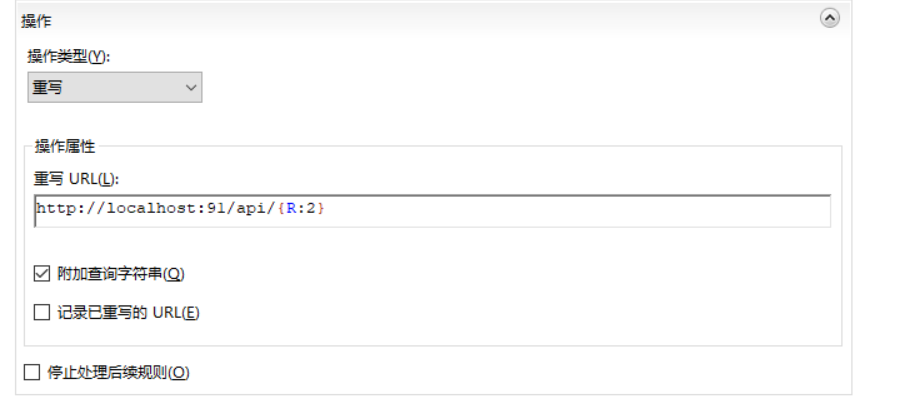 操作
操作类型(Y):
重写
操作属性
重写 URL(L):
http://localhost:91/api/{R:2}
附加查询字符串(Q)
记录已重写的 URL(E)
停止处理后续规则(O)